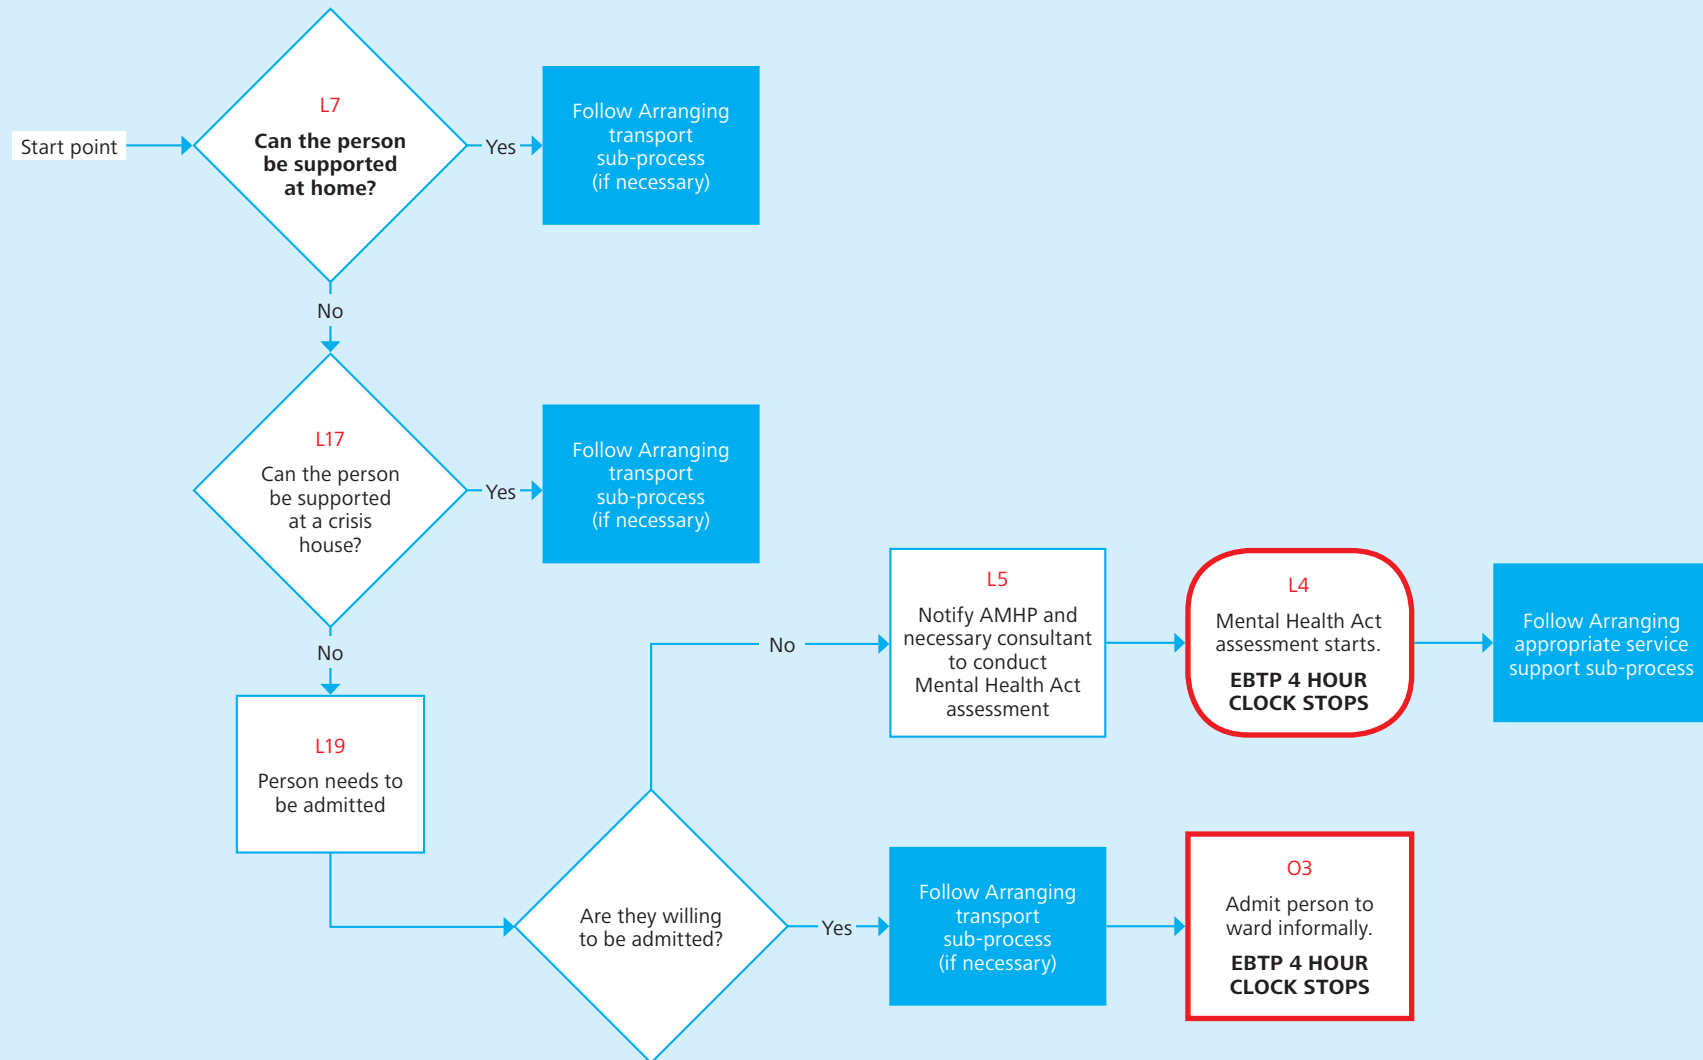 Start point
L7
Can the person
be supported
at home?
Yes
Follow Arranging
transport
sub-process
(if necessary)
No
L17
Can the person
be supported
at a crisis
house?
Yes
Follow Arranging
transport
sub-process
(if necessary)
No
L19
Person needs to
be admitted
Are they willing
to be admitted?
No
L5
Notify AMHP and
necessary consultant
to conduct
Mental Health Act
assessment
L4
Mental Health Act
assessment starts.
EBTP 4 HOUR
CLOCK STOPS
Follow Arranging
appropriate service
support sub-process
Yes
Follow Arranging
transport
sub-process
(if necessary)
O3
Admit person to
ward informally.
EBTP 4 HOUR
CLOCK STOPS